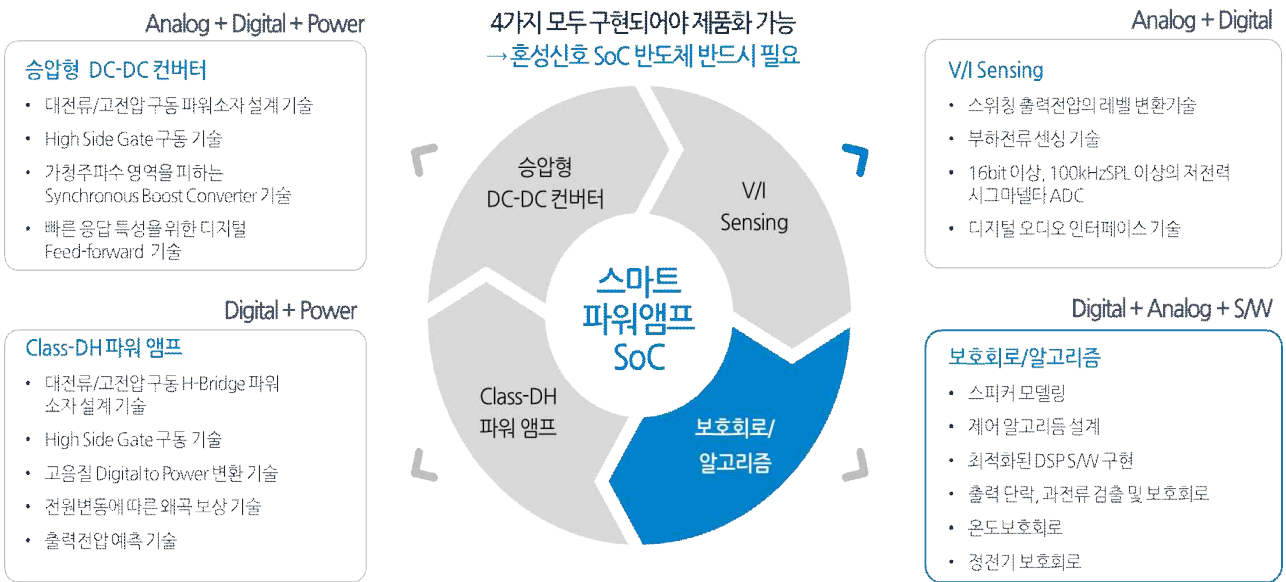 Analog + Digital + Power
승압형 DC-DC 컨버터
• 대전류/고전압 구동 파워소자 설계 기술
• High Side Gate 구동 기술
• 가청주파수 영역을 피하는
Synchronous Boost Converter 기술
• 빠른 응답 특성을 위한 디지털
Feed-forward 기술
Digital + Power
Class-DH 파워 앰프
• 대전류/고전압 구동 H-Bridge 파워
소자 설계 기술
• High Side Gate 구동 기술
• 고음질 Digital to Power 변환 기술
• 전원변동에 따른 왜곡 보상 기술
• 출력전압 예측 기술
4가지 모두 구현되어야 제품화 가능
→ 혼성신호 SoC 반도체 반드시 필요
승압형
DC-DC 컨버터
V/I
Sensing
스마트
파워앰프
SoC
Class-DH
파워 앰프
보호회로/
알고리즘
Analog + Digital
V/I Sensing
• 스위칭 출력전압의 레벨 변환기술
• 부하전류 센싱 기술
• 16bit 이상, 100kHzSPL 이상의 저전력
시그마델타 ADC
• 디지털 오디오 인터페이스 기술
Digital + Analog + S/W
보호회로/알고리즘
• 스피커 모델링
• 제어 알고리듬 설계
• 최적화된 DSP S/W 구현
• 출력 단락, 과전류 검출 및 보호회로
• 온도보호회로
• 정전기 보호회로